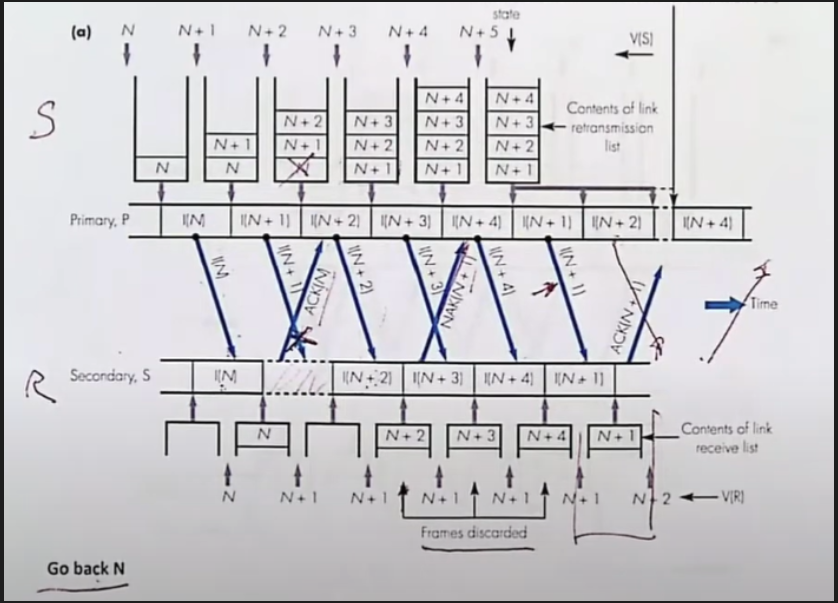 state
(a) N N + 1 N + 2 N + 3 N + 4 N + 5 V(S)
S
N + 4 N + 4
N + 2 N + 3 N + 3 N + 3
N + 1 N + 1 N + 2 N + 2 N + 2
N N N N + 1 N + 1 N + 1
Contents of link
retransmission
list
Primary, P I(N) I(N + 1) I(N + 2) I(N + 3) I(N + 4) I(N + 1) I(N + 2) I(N + 4)
I(N) I(N + 1) ACK(N) I(N + 2) I(N + 3) NAK(N + 1) I(N + 4) I(N + 1) ACK(N + 1)
Time
R
Secondary, S I(N) I(N + 2) I(N + 3) I(N + 4) I(N + 1)
N N + 2 N + 3 N + 4 N + 1
Contents of link
receive list
N N + 1 N + 1 N + 1 N + 1 N + 1 N + 2 V(R)
Frames discarded
Go back N